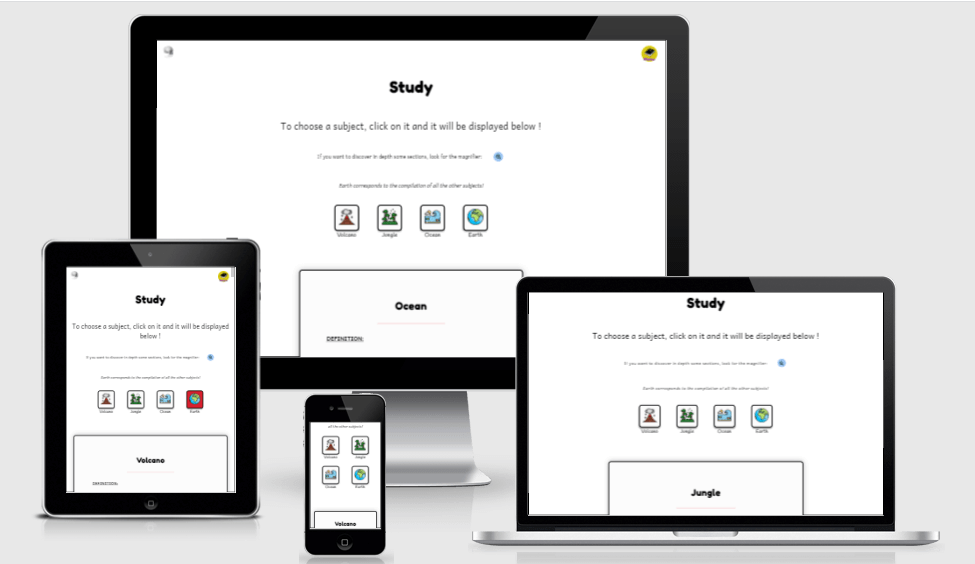 Study
To choose a subject, click on it and it will be displayed below !
If you want to discover in depth some sections, look for the magnifier:
Earth corresponds to the compilation of all the other subjects!
Volcano Jungle Ocean Earth
Ocean
DEFINITION:
Study
To choose a subject, click on it and it will be displayed
below !
If you want to discover in depth some sections, look for the magnifier:
Earth corresponds to the compilation of all the other subjects!
Volcano Jungle Ocean Earth
Volcano
DEFINITION:
all the other subjects!
Volcano Jungle
Ocean Earth
Volcano
Study
To choose a subject, click on it and it will be displayed below !
If you want to discover in depth some sections, look for the magnifier:
Earth corresponds to the compilation of all the other subjects!
Volcano Jungle Ocean Earth
Jungle